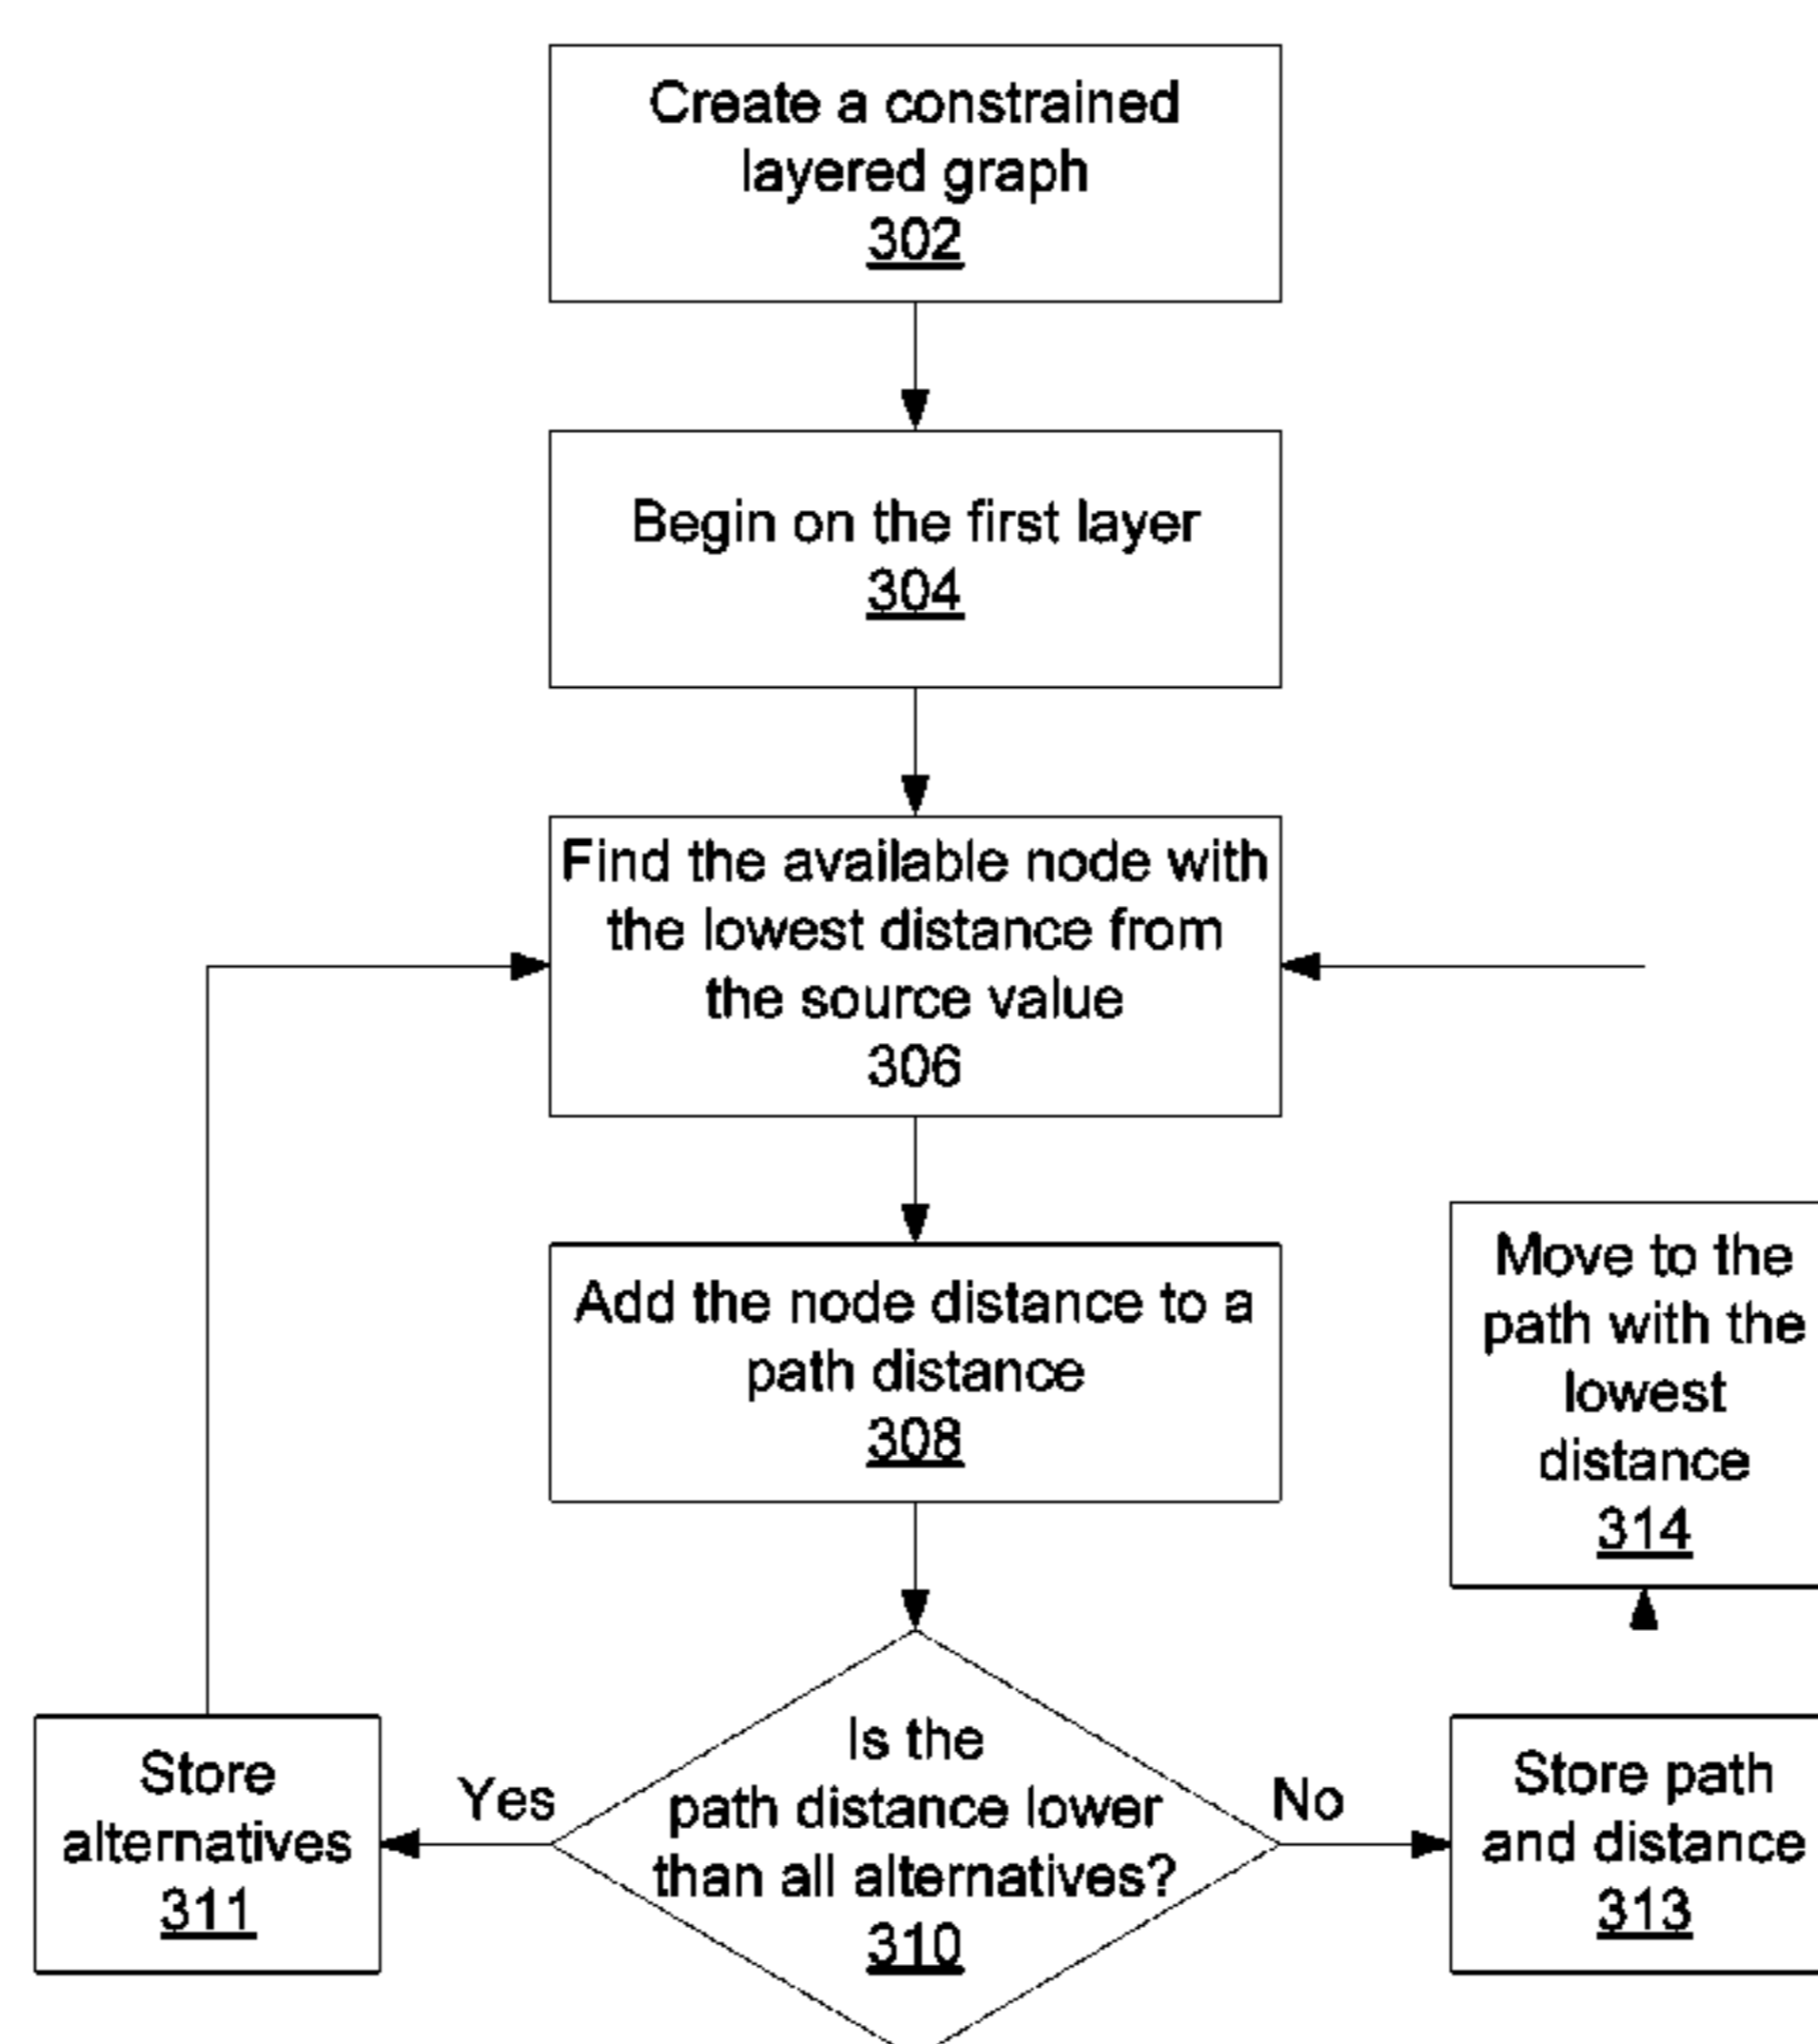 Create a constrained
layered graph
302
Begin on the first layer
304
Find the available node with
the lowest distance from
the source value
306
Add the node distance to a
path distance
308
Move to the
path with the
lowest
distance
314
Is the
path distance lower
than all alternatives?
310
Yes
Store
alternatives
311
No
Store path
and distance
313